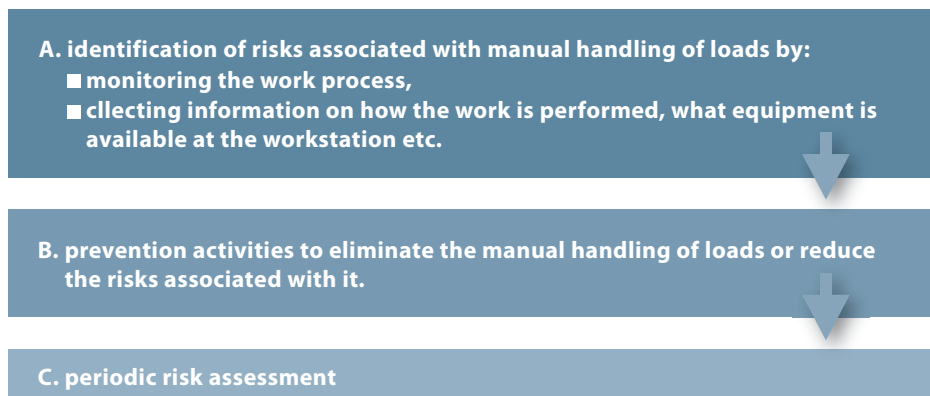 A. identification of risks associated with manual handling of loads by:
■ monitoring the work process,
■ cllecting information on how the work is performed, what equipment is
available at the workstation etc.
B. prevention activities to eliminate the manual handling of loads or reduce
the risks associated with it.
C. periodic risk assessment